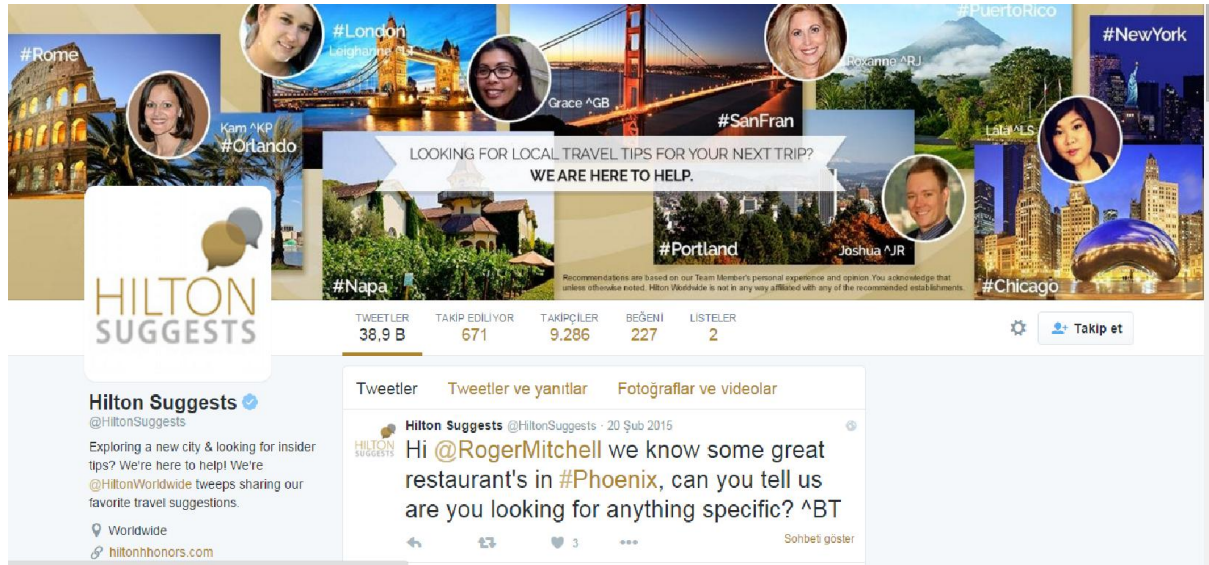 #Rome
#London
Leighanne ^LT
#PuertoRico
#NewYork
Roxanne ^RJ
Grace ^GB
#SanFran
Kam ^KP
#Orlando
Lala ^LS
LOOKING FOR LOCAL TRAVEL TIPS FOR YOUR NEXT TRIP?
WE ARE HERE TO HELP.
#Portland
Joshua ^JR
#Napa
Recommendations are based on our Team Member's personal experience and opinion. You acknowledge that
unless otherwise noted, Hilton Worldwide is not in any way affiliated with any of the recommended establishments.
#Chicago
HILTON
SUGGESTS
TWEETLER TAKİP EDİLİYOR TAKİPÇİLER BEĞENİ LİSTELER
38,9 B 671 9.286 227 2
Takip et
Hilton Suggests
@HiltonSuggests
Exploring a new city & looking for insider
tips? We're here to help! We're
@HiltonWorldwide tweeps sharing our
favorite travel suggestions.
Worldwide
hiltonhhonors.com
Tweetler Tweetler ve yanıtlar Fotoğraflar ve videolar
HILTON
SUGGESTS
Hilton Suggests @HiltonSuggests · 20 Şub 2015
Hi @RogerMitchell we know some great
restaurant's in #Phoenix, can you tell us
are you looking for anything specific? ^BT
3
Sohbeti göster